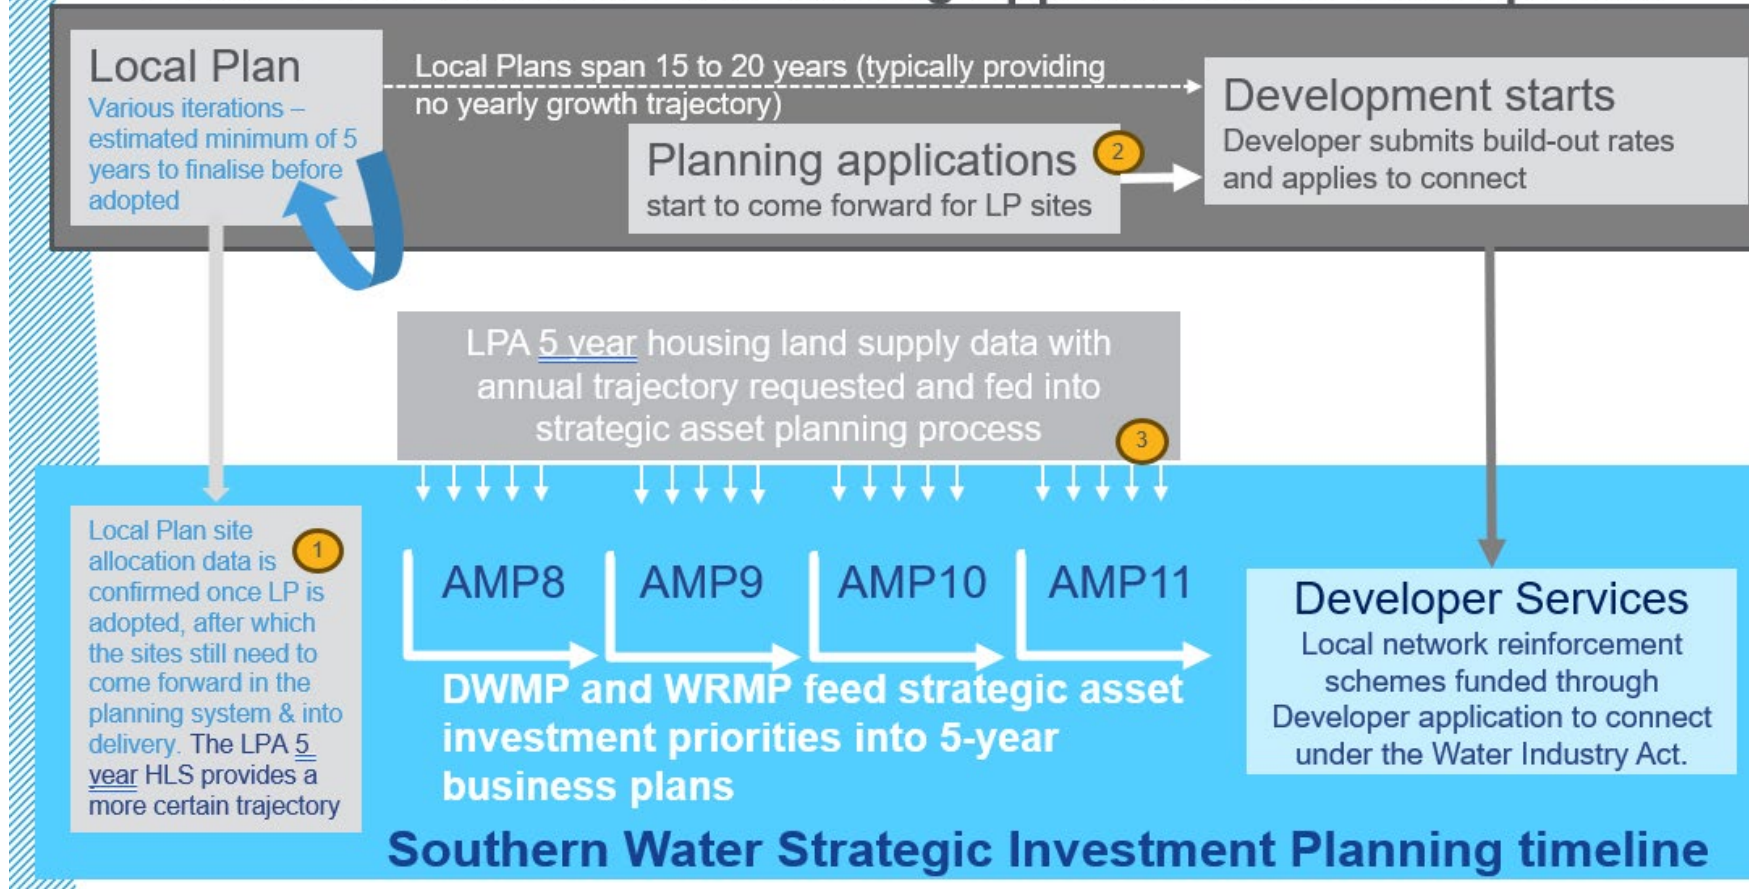 Local Plan
Various iterations –
estimated minimum of 5
years to finalise before
adopted
Local Plans span 15 to 20 years (typically providing
no yearly growth trajectory)
Planning applications
2
start to come forward for LP sites
Development starts
Developer submits build-out rates
and applies to connect
LPA 5 year housing land supply data with
annual trajectory requested and fed into
strategic asset planning process
3
Local Plan site
1
allocation data is
confirmed once LP is
adopted, after which
the sites still need to
come forward in the
planning system & into
delivery. The LPA 5
year HLS provides a
more certain trajectory
AMP8
AMP9
AMP10
AMP11
DWMP and WRMP feed strategic asset
investment priorities into 5-year
business plans
Developer Services
Local network reinforcement
schemes funded through
Developer application to connect
under the Water Industry Act.
Southern Water Strategic Investment Planning timeline